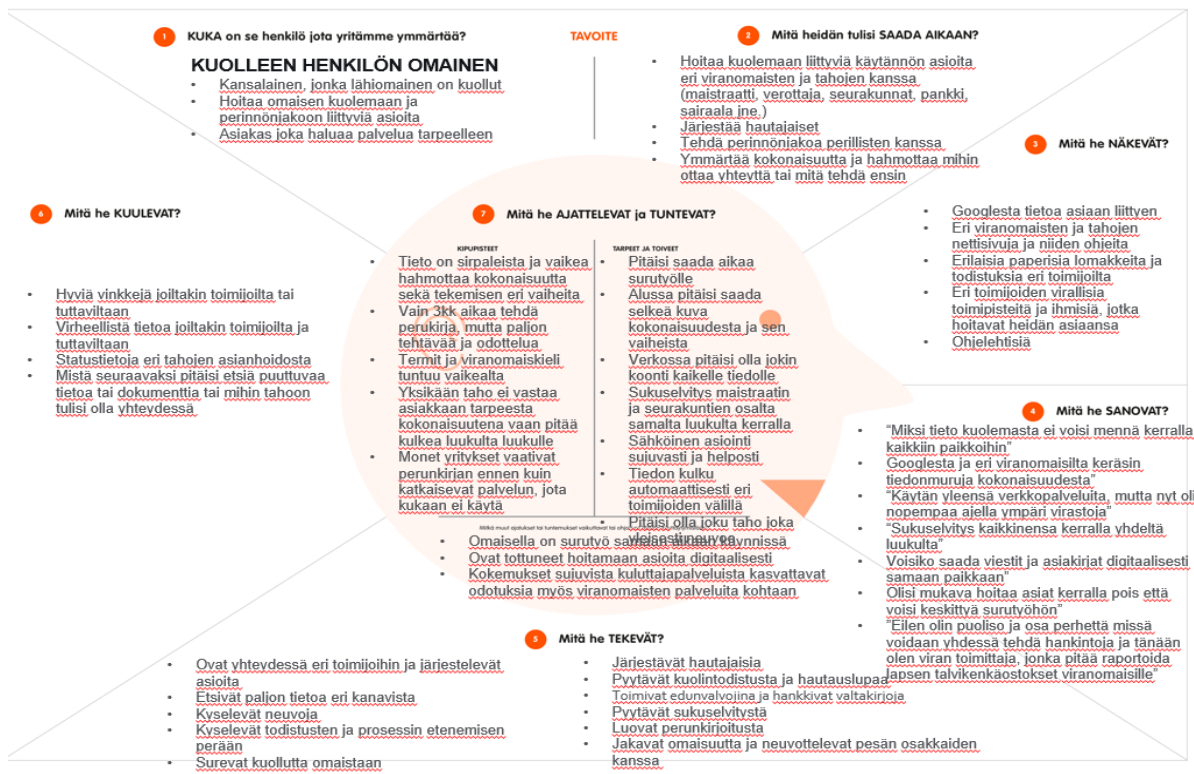 1 KUKA on se henkilö jota yritämme ymmärtää?
KUOLLEEN HENKILÖN OMAINEN
• Kansalainen, jonka lähiomainen on kuollut
• Hoitaa omaisen kuolemaan ja
perinnönjakoon liittyviä asioita
• Asiakas joka haluaa palvelua tarpeelleen
TAVOITE
2 Mitä heidän tulisi SAADA AIKAAN?
• Hoitaa kuolemaan liittyviä käytännön asioita
eri viranomaisten ja tahojen kanssa
(maistraatti, verottaja, seurakunnat, pankki,
sairaala jne.)
• Järjestää hautajaiset
• Tehdä perinnönjakoa perillisten kanssa
• Ymmärtää kokonaisuutta ja hahmottaa mihin
ottaa yhteyttä tai mitä tehdä ensin
3 Mitä he NÄKEVÄT?
• Googlesta tietoa asiaan liittyen
• Eri viranomaisten ja tahojen
nettisivuja ja niiden ohjeita
• Erilaisia paperisia lomakkeita ja
todistuksia eri toimijoilta
• Eri toimijoiden virallisia
toimipisteitä ja ihmisiä, jotka
hoitavat heidän asiaansa
• Ohjelehtisiä
4 Mitä he SANOVAT?
• "Miksi tieto kuolemasta ei voisi mennä kerralla
kaikkiin paikkoihin"
• Googlesta ja eri viranomaisilta keräsin
tiedonmuruja kokonaisuudesta"
• "Käytän yleensä verkkopalveluita, mutta nyt oli
nopempaa ajella ympäri virastoja"
• "Sukuselvitys kaikkinensa kerralla yhdeltä
luukulta"
• Voisiko saada viestit ja asiakirjat digitaalisesti
samaan paikkaan"
• Olisi mukava hoitaa asiat kerralla pois että
voisi keskittyä surutyöhön"
• "Eilen olin puoliso ja osa perhettä missä
voidaan yhdessä tehdä hankintoja ja tänään
olen viran toimittaja, jonka pitää raportoida
lapsen talvikenkäostokset viranomaisille"
5 Mitä he TEKEVÄT?
• Ovat yhteydessä eri toimijoihin ja järjestelevät
asioita
• Etsivät paljon tietoa eri kanavista
• Kyselevät neuvoja
• Kyselevät todistusten ja prosessin etenemisen
perään
• Surevat kuollutta omaistaan
• Järjestävät hautajaisia
• Pyytävät kuolintodistusta ja hautauslupaa
• Toimivat edunvalvojina ja hankkivat valtakirjoja
• Pyytävät sukuselvitystä
• Luovat perunkirjoitusta
• Jakavat omaisuutta ja neuvottelevat pesän osakkaiden
kanssa
6 Mitä he KUULEVAT?
• Hyviä vinkkejä joiltakin toimijoilta tai
tuttaviltaan
• Virheellistä tietoa joiltakin toimijoilta ja
tuttaviltaan
• Statustietoja eri tahojen asianhoidosta
• Mistä seuraavaksi pitäisi etsiä puuttuvaa
tietoa tai dokumenttia tai mihin tahoon
tulisi olla yhteydessä
7 Mitä he AJATTELEVAT ja TUNTEVAT?
KIPUPISTEET
• Tieto on sirpaleista ja vaikea
hahmottaa kokonaisuutta
sekä tekemisen eri vaiheita
• Vain 3kk aikaa tehdä
perukirja, mutta paljon
tehtävää ja odottelua
• Termit ja viranomaiskieli
tuntuu vaikealta
• Yksikään taho ei vastaa
asiakkaan tarpeesta
kokonaisuutena vaan pitää
kulkea luukulta luukulle
• Monet yritykset vaativat
perunkirjan ennen kuin
katkaisevat palvelun, jota
kukaan ei käytä
TARPEET JA TOIVEET
• Pitäisi saada aikaa
surutyölle
• Alussa pitäisi saada
selkeä kuva
kokonaisuudesta ja sen
vaiheista
• Verkossa pitäisi olla jokin
koonti kaikelle tiedolle
• Sukuselvitys maistraatin
ja seurakuntien osalta
samalta luukulta kerralla
• Sähköinen asiointi
sujuvasti ja helposti
• Tiedon kulku
automaattisesti eri
toimijoiden välillä
• Pitäisi olla joku taho joka
yleisesti neuvoo
Mitkä muut ajatukset tai tuntemukset vaikuttavat tai
• Omaisella on surutyö samaan aikaan käynnissä
• Ovat tottuneet hoitamaan asioita digitaalisesti
• Kokemukset sujuvista kuluttajapalveluista kasvattavat
odotuksia myös viranomaisten palveluita kohtaan